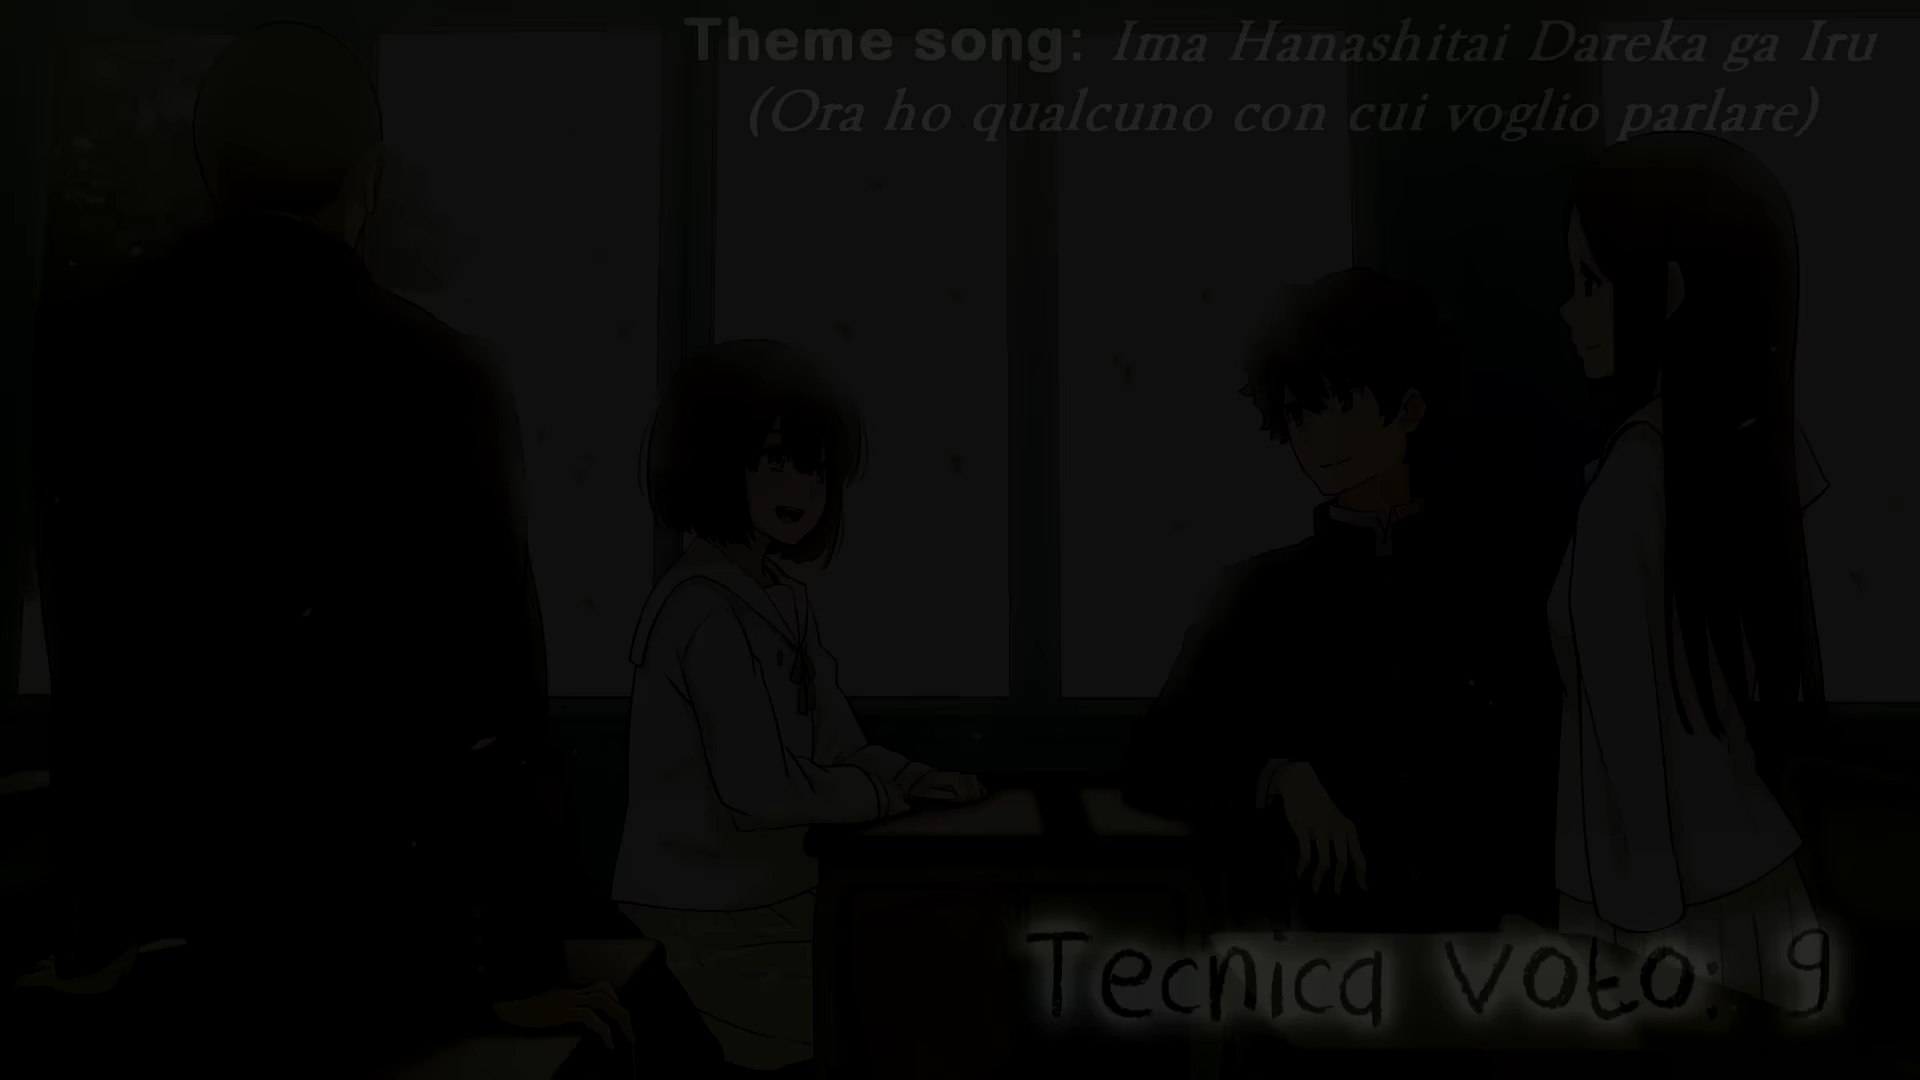 Theme song: Ima Hanashitai Dareka ga Iru
(Ora ho qualcuno con cui voglio parlare)
Tecnica Voto: 9